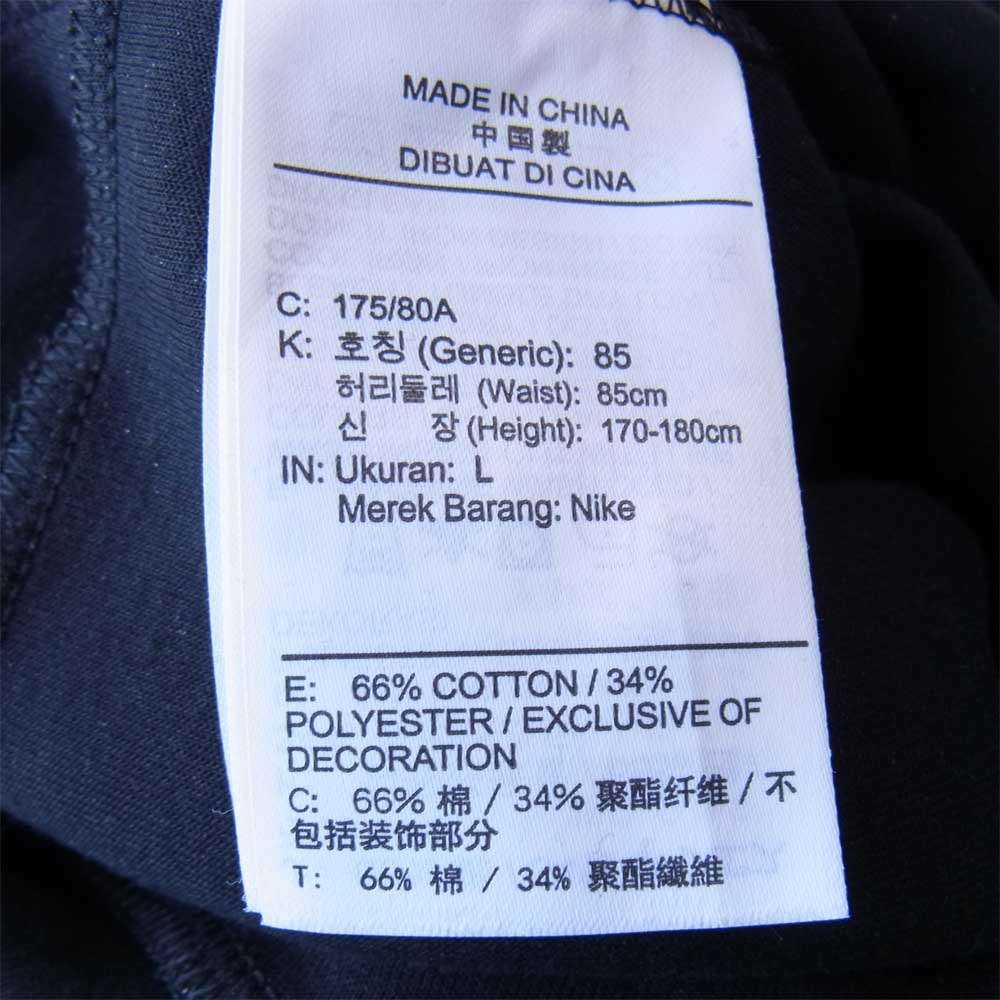 MADE IN CHINA
中国製
DIBUAT DI CINA
C: 175/80A
K: 호칭 (Generic): 85
허리둘레 (Waist): 85cm
신 장 (Height): 170-180cm
IN: Ukuran: L
Merek Barang: Nike
E: 66% COTTON / 34%
POLYESTER / EXCLUSIVE OF
DECORATION
C: 66% 棉 / 34% 聚酯纤维 / 不
包括装饰部分
T: 66% 棉 / 34% 聚酯纖維